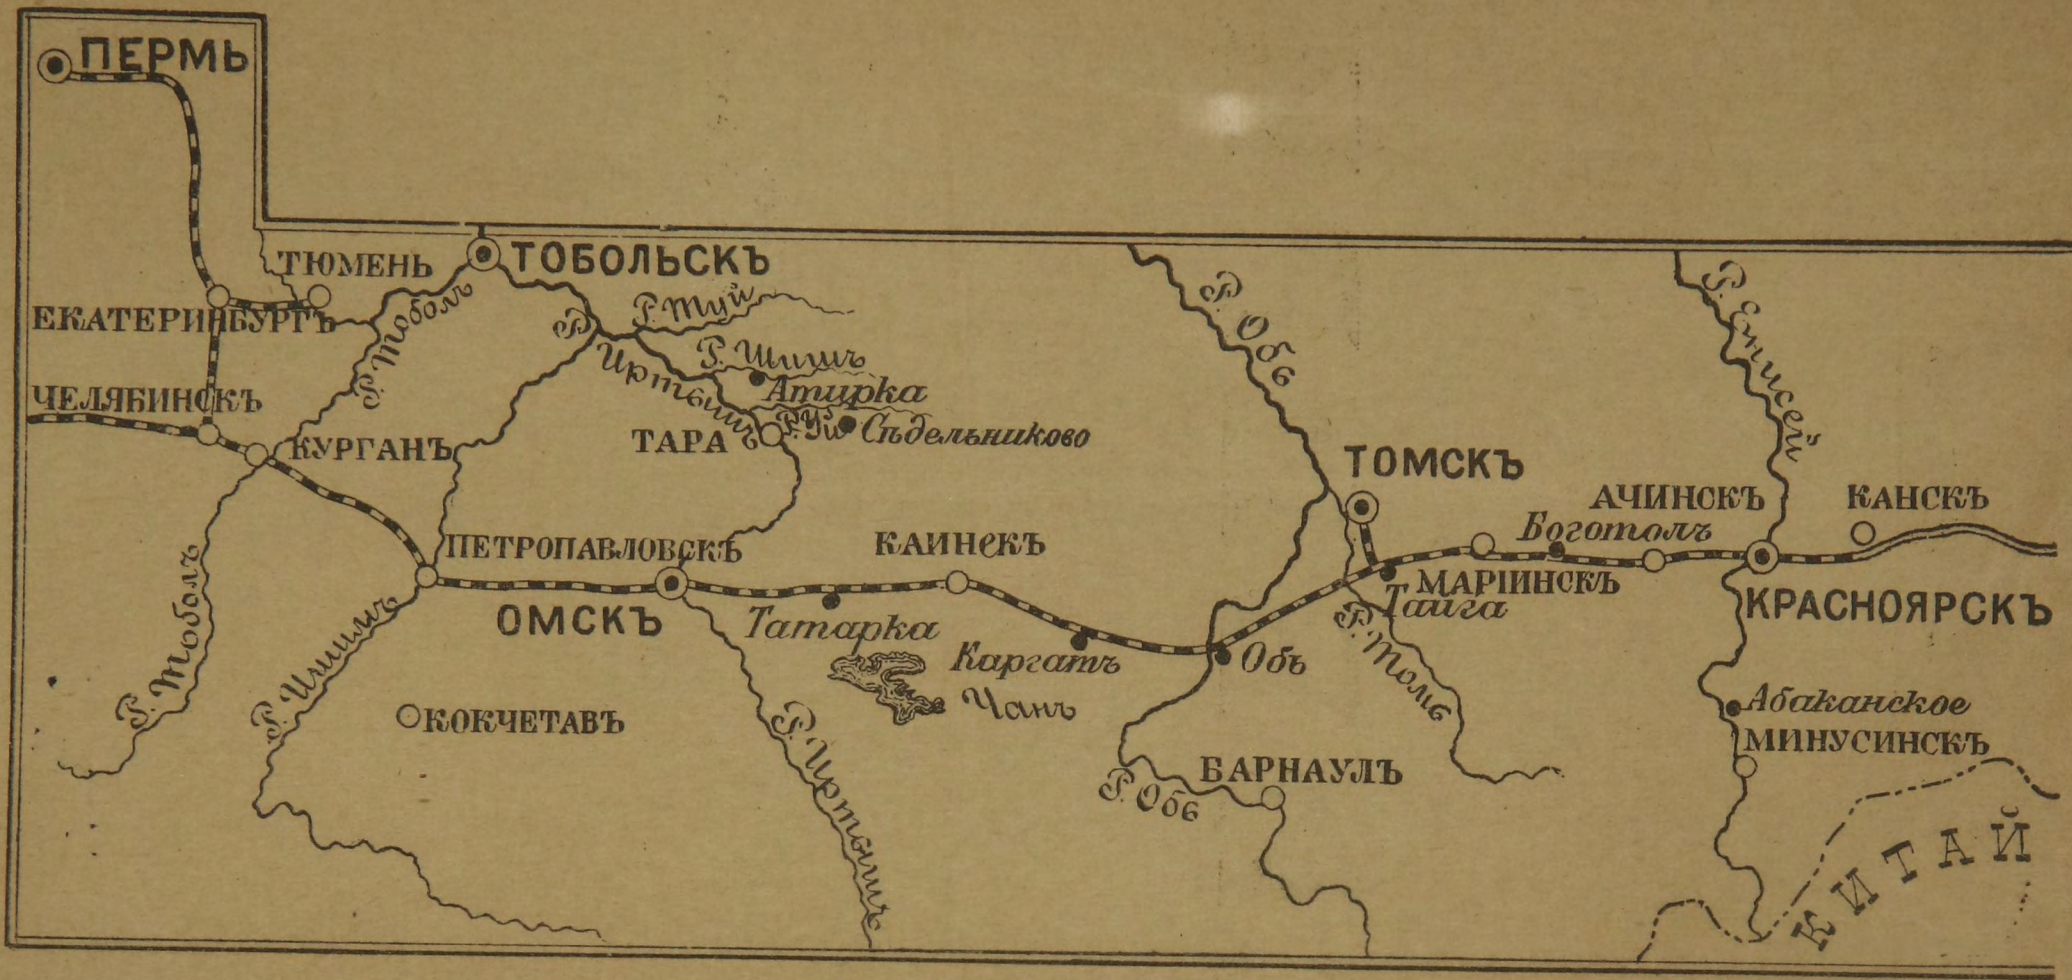 ПЕРМЬ
ТЮМЕНЬ
ТОБОЛЬСКЪ
ЕКАТЕРИНБУРГЪ
Р. Тоболъ
Р. Туй
Р. Иртышъ
Р. Шишъ
Атирка
Р. Уй
Сѣдельниково
ТАРА
ЧЕЛЯБИНСКЪ
КУРГАНЪ
Р. Обь
Р. Енисей
ТОМСКЪ
АЧИНСКЪ
КАНСКЪ
Боготолъ
ПЕТРОПАВЛОВСКЪ
КАИНСКЪ
МАРІИНСКЪ
Тайга
КРАСНОЯРСКЪ
ОМСКЪ
Татарка
Каргатъ
Обь
Чанъ
Р. Томь
Р. Тоболъ
Р. Ишимъ
КОКЧЕТАВЪ
Р. Иртышъ
Абаканское
МИНУСИНСКЪ
БАРНАУЛЪ
Р. Обь
КИТАЙ